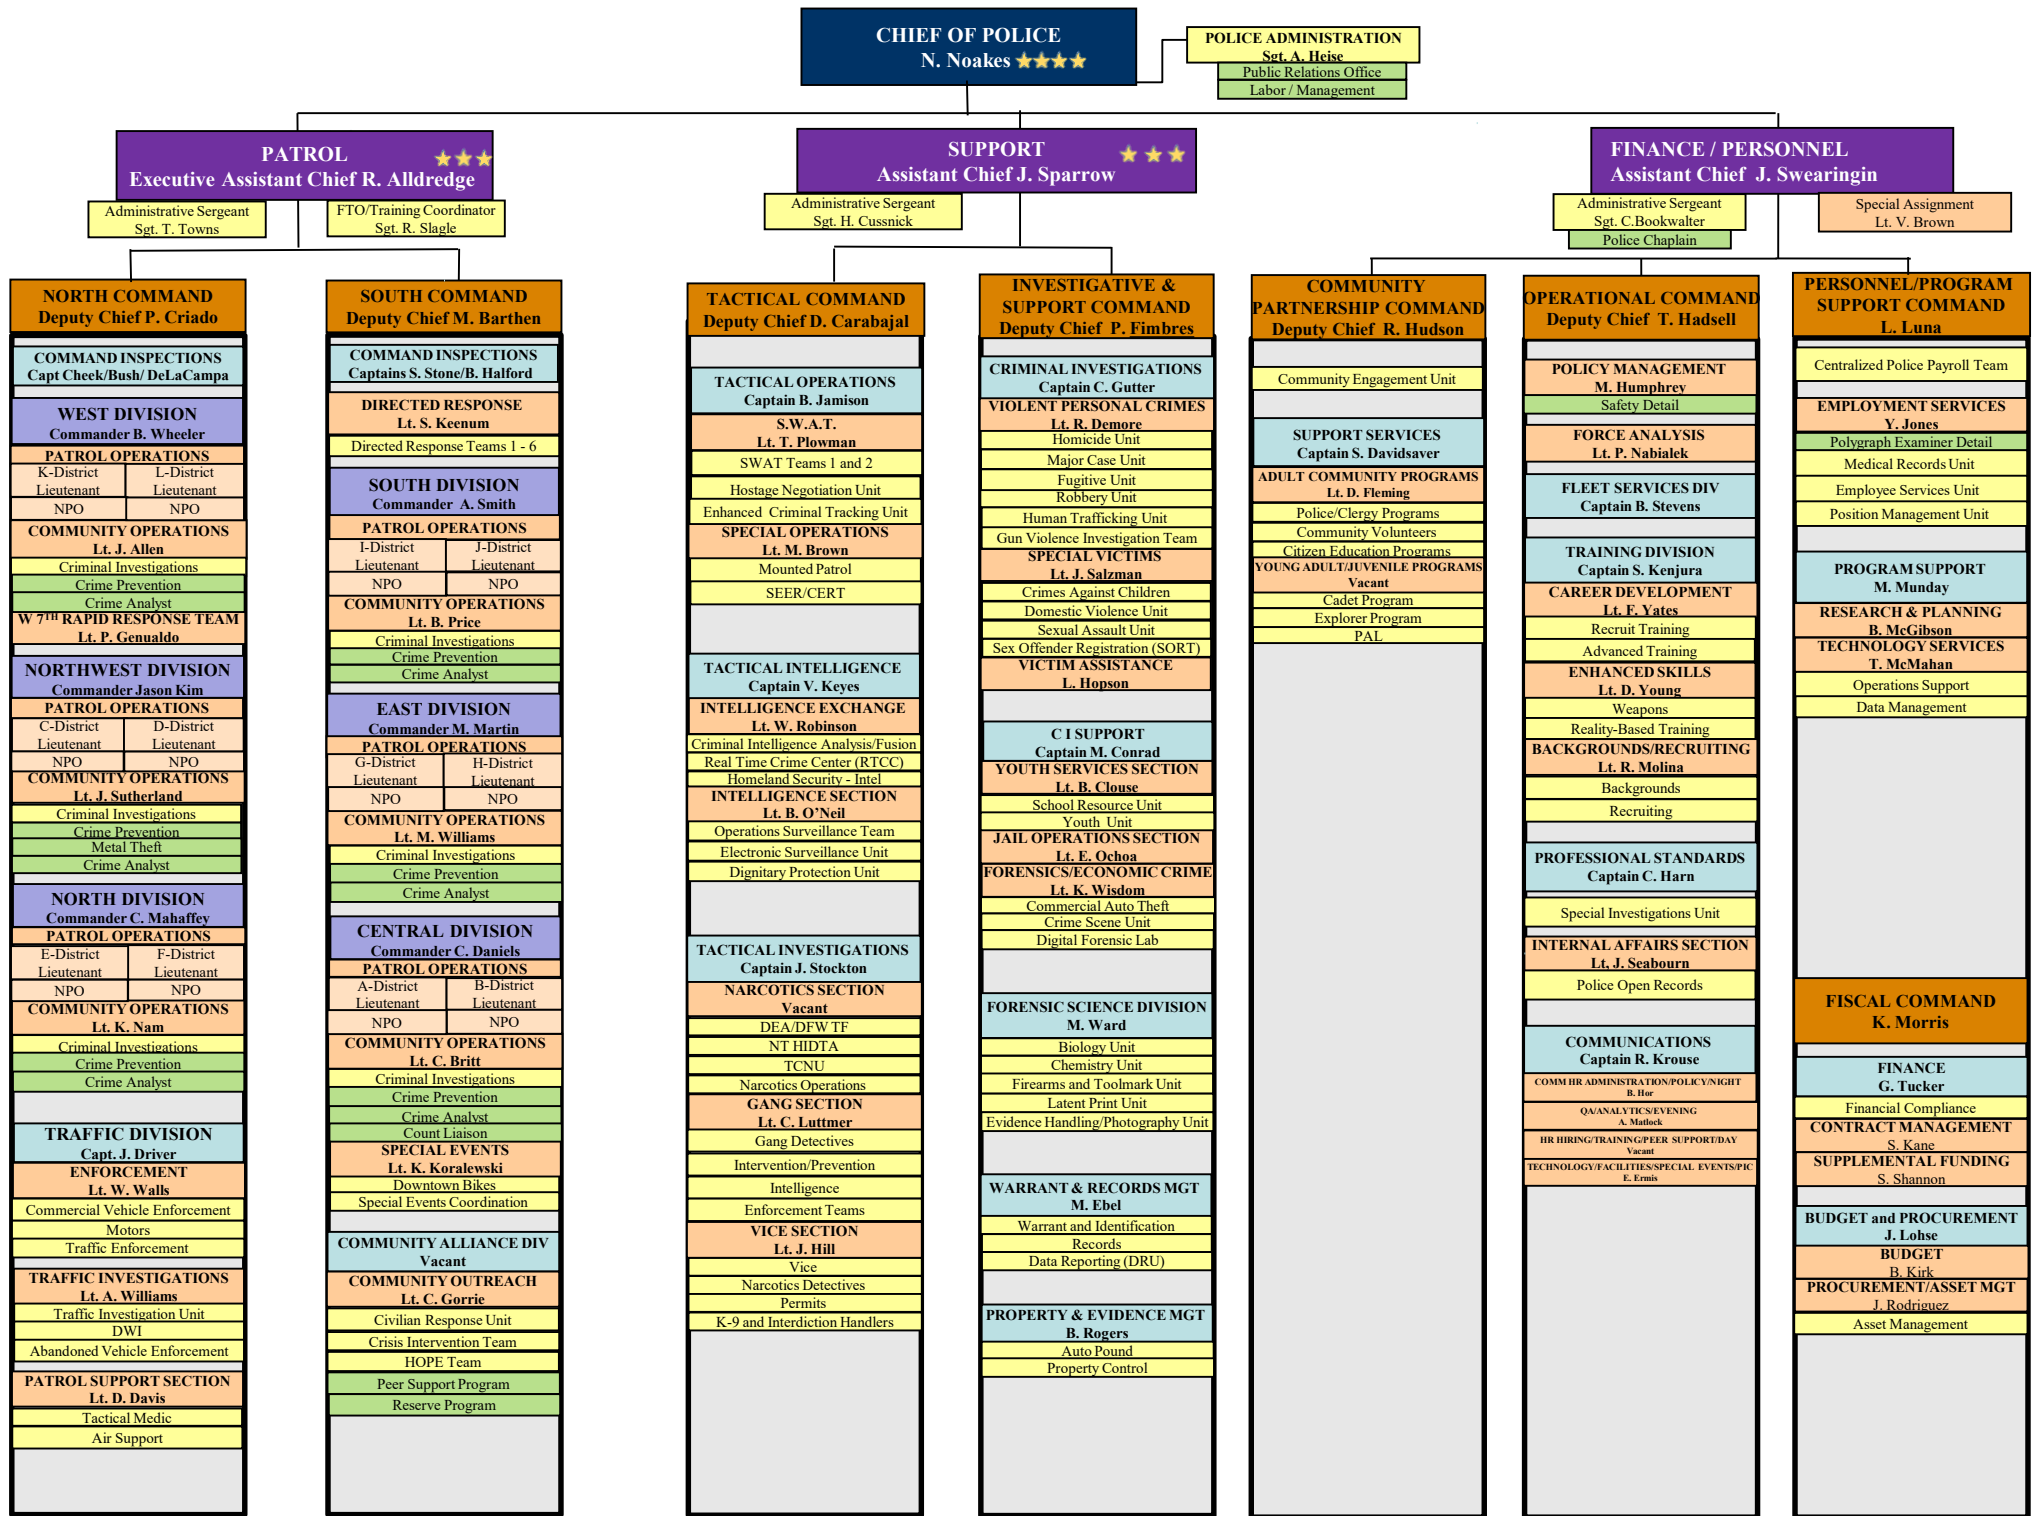 CHIEF OF POLICE
N. Noakes
POLICE ADMINISTRATION
Sgt. A. Heise
Public Relations Office
Labor / Management
PATROL
Executive Assistant Chief R. Alldredge
Administrative Sergeant
Sgt. T. Towns
FTO/Training Coordinator
Sgt. R. Slagle
SUPPORT
Assistant Chief J. Sparrow
Administrative Sergeant
Sgt. H. Cussnick
FINANCE / PERSONNEL
Assistant Chief J. Swearingin
Administrative Sergeant
Sgt. C.Bookwalter
Police Chaplain
Special Assignment
Lt. V. Brown
NORTH COMMAND
Deputy Chief P. Criado
COMMAND INSPECTIONS
Capt Cheek/Bush/ DeLaCampa
WEST DIVISION
Commander B. Wheeler
PATROL OPERATIONS
K-District
Lieutenant
L-District
Lieutenant
NPO
NPO
COMMUNITY OPERATIONS
Lt. J. Allen
Criminal Investigations
Crime Prevention
Crime Analyst
W 7TH RAPID RESPONSE TEAM
Lt. P. Genualdo
NORTHWEST DIVISION
Commander Jason Kim
PATROL OPERATIONS
C-District
Lieutenant
D-District
Lieutenant
NPO
NPO
COMMUNITY OPERATIONS
Lt. J. Sutherland
Criminal Investigations
Crime Prevention
Metal Theft
Crime Analyst
NORTH DIVISION
Commander C. Mahaffey
PATROL OPERATIONS
E-District
Lieutenant
F-District
Lieutenant
NPO
NPO
COMMUNITY OPERATIONS
Lt. K. Nam
Criminal Investigations
Crime Prevention
Crime Analyst
TRAFFIC DIVISION
Capt. J. Driver
ENFORCEMENT
Lt. W. Walls
Commercial Vehicle Enforcement
Motors
Traffic Enforcement
TRAFFIC INVESTIGATIONS
Lt. A. Williams
Traffic Investigation Unit
DWI
Abandoned Vehicle Enforcement
PATROL SUPPORT SECTION
Lt. D. Davis
Tactical Medic
Air Support
SOUTH COMMAND
Deputy Chief M. Barthen
COMMAND INSPECTIONS
Captains S. Stone/B. Halford
DIRECTED RESPONSE
Lt. S. Keenum
Directed Response Teams 1 - 6
SOUTH DIVISION
Commander A. Smith
PATROL OPERATIONS
I-District
Lieutenant
J-District
Lieutenant
NPO
NPO
COMMUNITY OPERATIONS
Lt. B. Price
Criminal Investigations
Crime Prevention
Crime Analyst
EAST DIVISION
Commander M. Martin
PATROL OPERATIONS
G-District
Lieutenant
H-District
Lieutenant
NPO
NPO
COMMUNITY OPERATIONS
Lt. M. Williams
Criminal Investigations
Crime Prevention
Crime Analyst
CENTRAL DIVISION
Commander C. Daniels
PATROL OPERATIONS
A-District
Lieutenant
B-District
Lieutenant
NPO
NPO
COMMUNITY OPERATIONS
Lt. C. Britt
Criminal Investigations
Crime Prevention
Crime Analyst
Count Liaison
SPECIAL EVENTS
Lt. K. Koralewski
Downtown Bikes
Special Events Coordination
COMMUNITY ALLIANCE DIV
Vacant
COMMUNITY OUTREACH
Lt. C. Gorrie
Civilian Response Unit
Crisis Intervention Team
HOPE Team
Peer Support Program
Reserve Program
TACTICAL COMMAND
Deputy Chief D. Carabajal
TACTICAL OPERATIONS
Captain B. Jamison
S.W.A.T.
Lt. T. Plowman
SWAT Teams 1 and 2
Hostage Negotiation Unit
Enhanced Criminal Tracking Unit
SPECIAL OPERATIONS
Lt. M. Brown
Mounted Patrol
SEER/CERT
TACTICAL INTELLIGENCE
Captain V. Keyes
INTELLIGENCE EXCHANGE
Lt. W. Robinson
Criminal Intelligence Analysis/Fusion
Real Time Crime Center (RTCC)
Homeland Security - Intel
INTELLIGENCE SECTION
Lt. B. O'Neil
Operations Surveillance Team
Electronic Surveillance Unit
Dignitary Protection Unit
TACTICAL INVESTIGATIONS
Captain J. Stockton
NARCOTICS SECTION
Vacant
DEA/DFW TF
NT HIDTA
TCNU
Narcotics Operations
GANG SECTION
Lt. C. Luttmer
Gang Detectives
Intervention/Prevention
Intelligence
Enforcement Teams
VICE SECTION
Lt. J. Hill
Vice
Narcotics Detectives
Permits
K-9 and Interdiction Handlers
INVESTIGATIVE &
SUPPORT COMMAND
Deputy Chief P. Fimbres
CRIMINAL INVESTIGATIONS
Captain C. Gutter
VIOLENT PERSONAL CRIMES
Lt. R. Demore
Homicide Unit
Major Case Unit
Fugitive Unit
Robbery Unit
Human Trafficking Unit
Gun Violence Investigation Team
SPECIAL VICTIMS
Lt. J. Salzman
Crimes Against Children
Domestic Violence Unit
Sexual Assault Unit
Sex Offender Registration (SORT)
VICTIM ASSISTANCE
L. Hopson
C I SUPPORT
Captain M. Conrad
YOUTH SERVICES SECTION
Lt. B. Clouse
School Resource Unit
Youth Unit
JAIL OPERATIONS SECTION
Lt. E. Ochoa
FORENSICS/ECONOMIC CRIME
Lt. K. Wisdom
Commercial Auto Theft
Crime Scene Unit
Digital Forensic Lab
FORENSIC SCIENCE DIVISION
M. Ward
Biology Unit
Chemistry Unit
Firearms and Toolmark Unit
Latent Print Unit
Evidence Handling/Photography Unit
WARRANT & RECORDS MGT
M. Ebel
Warrant and Identification
Records
Data Reporting (DRU)
PROPERTY & EVIDENCE MGT
B. Rogers
Auto Pound
Property Control
COMMUNITY
PARTNERSHIP COMMAND
Deputy Chief R. Hudson
Community Engagement Unit
SUPPORT SERVICES
Captain S. Davidsaver
ADULT COMMUNITY PROGRAMS
Lt. D. Fleming
Police/Clergy Programs
Community Volunteers
Citizen Education Programs
YOUNG ADULT/JUVENILE PROGRAMS
Vacant
Cadet Program
Explorer Program
PAL
OPERATIONAL COMMAND
Deputy Chief T. Hadsell
POLICY MANAGEMENT
M. Humphrey
Safety Detail
FORCE ANALYSIS
Lt. P. Nabialek
FLEET SERVICES DIV
Captain B. Stevens
TRAINING DIVISION
Captain S. Kenjura
CAREER DEVELOPMENT
Lt. F. Yates
Recruit Training
Advanced Training
ENHANCED SKILLS
Lt. D. Young
Weapons
Reality-Based Training
BACKGROUNDS/RECRUITING
Lt. R. Molina
Backgrounds
Recruiting
PROFESSIONAL STANDARDS
Captain C. Harn
Special Investigations Unit
INTERNAL AFFAIRS SECTION
Lt, J. Seabourn
Police Open Records
COMMUNICATIONS
Captain R. Krouse
COMM HR ADMINISTRATION/POLICY/NIGHT
B. Hor
QA/ANALYTICS/EVENING
A. Matlock
HR HIRING/TRAINING/PEER SUPPORT/DAY
Vacant
TECHNOLOGY/FACILITIES/SPECIAL EVENTS/PIC
E. Ermis
PERSONNEL/PROGRAM
SUPPORT COMMAND
L. Luna
Centralized Police Payroll Team
EMPLOYMENT SERVICES
Y. Jones
Polygraph Examiner Detail
Medical Records Unit
Employee Services Unit
Position Management Unit
PROGRAM SUPPORT
M. Munday
RESEARCH & PLANNING
B. McGibson
TECHNOLOGY SERVICES
T. McMahan
Operations Support
Data Management
FISCAL COMMAND
K. Morris
FINANCE
G. Tucker
Financial Compliance
CONTRACT MANAGEMENT
S. Kane
SUPPLEMENTAL FUNDING
S. Shannon
BUDGET and PROCUREMENT
J. Lohse
BUDGET
B. Kirk
PROCUREMENT/ASSET MGT
J. Rodriguez
Asset Management